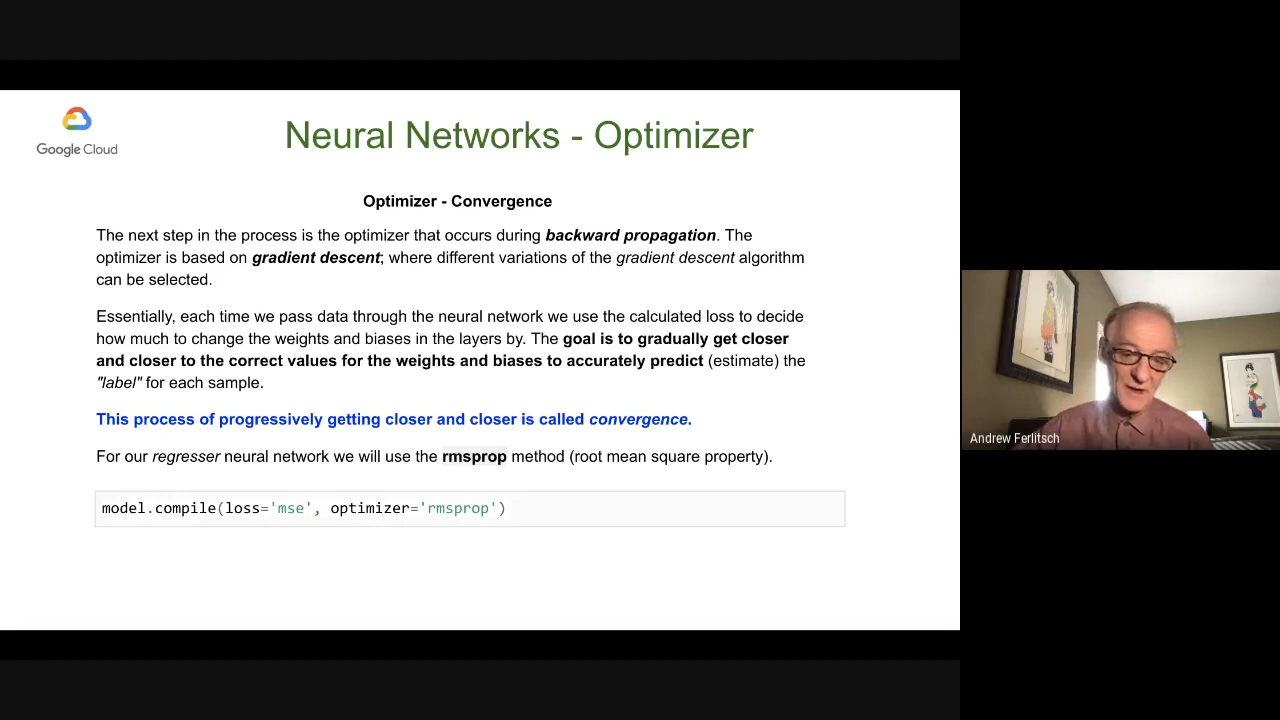 Google Cloud
Neural Networks - Optimizer
Optimizer - Convergence
The next step in the process is the optimizer that occurs during backward propagation. The
optimizer is based on gradient descent; where different variations of the gradient descent algorithm
can be selected.
Essentially, each time we pass data through the neural network we use the calculated loss to decide
how much to change the weights and biases in the layers by. The goal is to gradually get closer
and closer to the correct values for the weights and biases to accurately predict (estimate) the
"label" for each sample.
This process of progressively getting closer and closer is called convergence.
For our regresser neural network we will use the rmsprop method (root mean square property).
model.compile(loss='mse', optimizer='rmsprop')
Andrew Ferlitsch